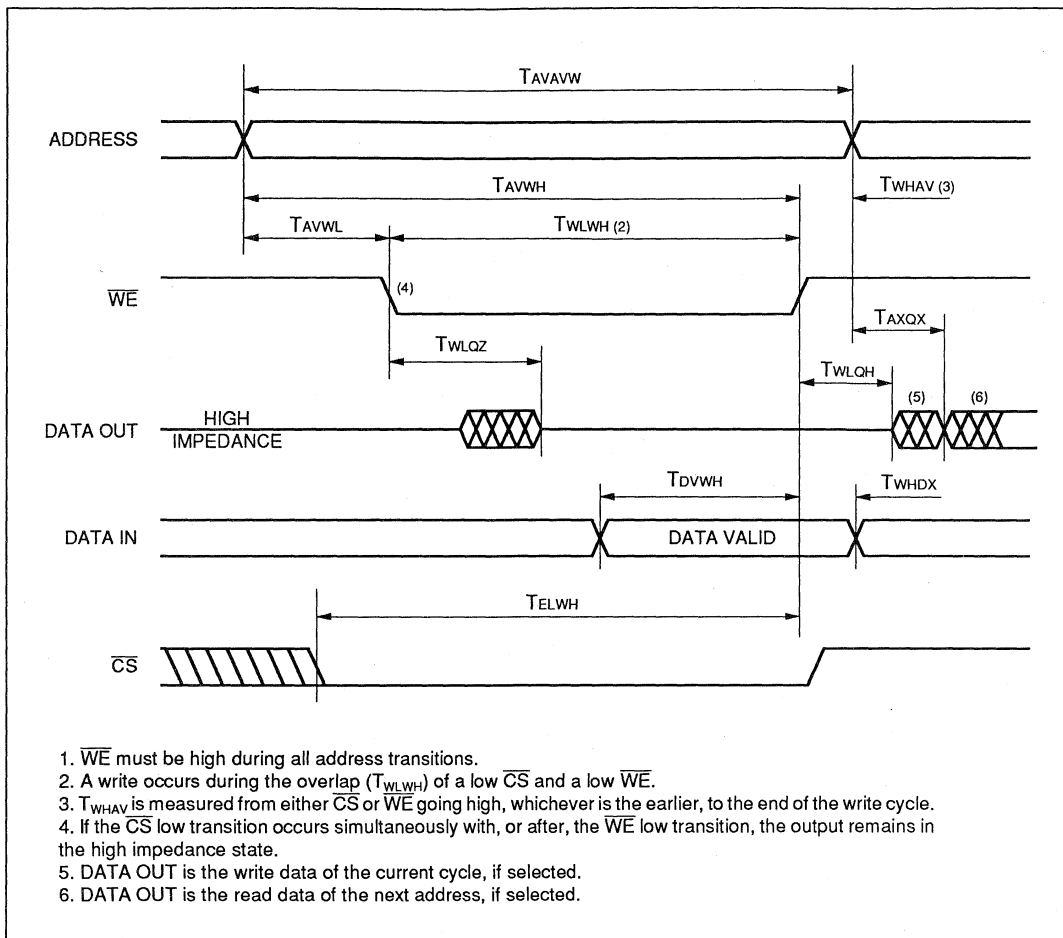 TAVAVW
ADDRESS
TAVWH
TWHAV (3)
TAVWL
TWLWH (2)
WE
(4)
TAXQX
TWLQZ
TWLQH
(5)
(6)
DATA OUT
HIGH
IMPEDANCE
TDVWH
TWHDX
DATA IN
DATA VALID
TELWH
CS
1. WE must be high during all address transitions.
2. A write occurs during the overlap (TWLWH) of a low CS and a low WE.
3. TWHAV is measured from either CS or WE going high, whichever is the earlier, to the end of the write cycle.
4. If the CS low transition occurs simultaneously with, or after, the WE low transition, the output remains in
the high impedance state.
5. DATA OUT is the write data of the current cycle, if selected.
6. DATA OUT is the read data of the next address, if selected.